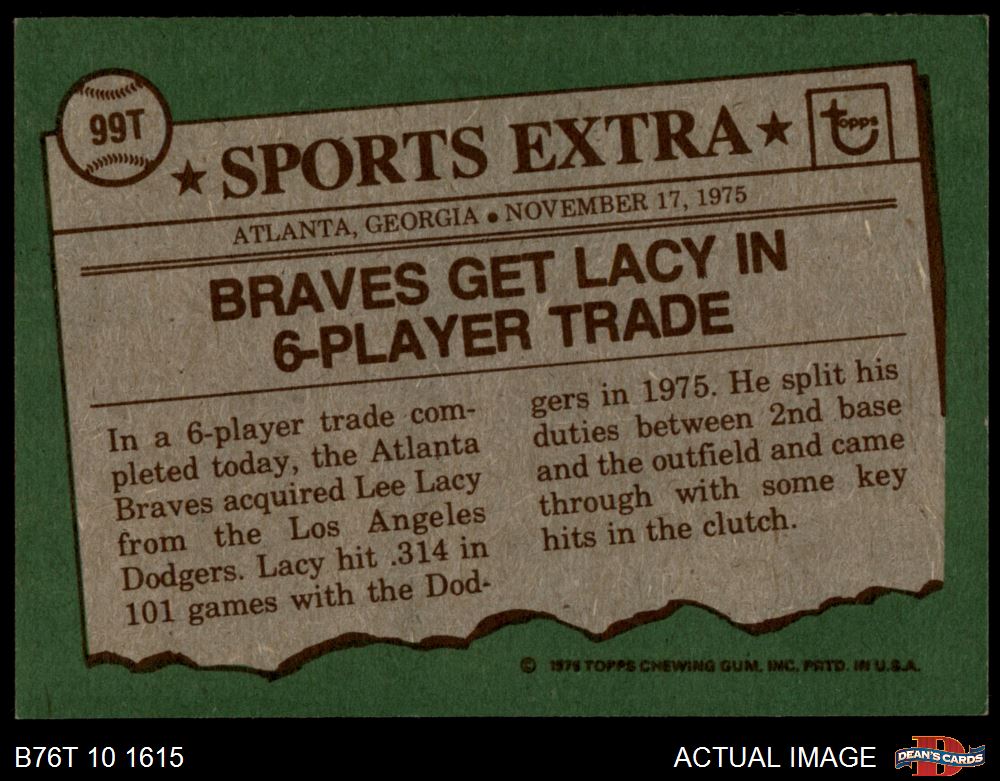 99T
★ SPORTS EXTRA ★
topps
ATLANTA, GEORGIA • NOVEMBER 17, 1975
BRAVES GET LACY IN
6-PLAYER TRADE
In a 6-player trade com-
pleted today, the Atlanta
Braves acquired Lee Lacy
from the Los Angeles
Dodgers. Lacy hit .314 in
101 games with the Dod-
gers in 1975. He split his
duties between 2nd base
and the outfield and came
through with some key
hits in the clutch.
© 1976 TOPPS CHEWING GUM, INC. PRTD. IN U.S.A.
B76T 10 1615
ACTUAL IMAGE
D
DEAN'S CARDS